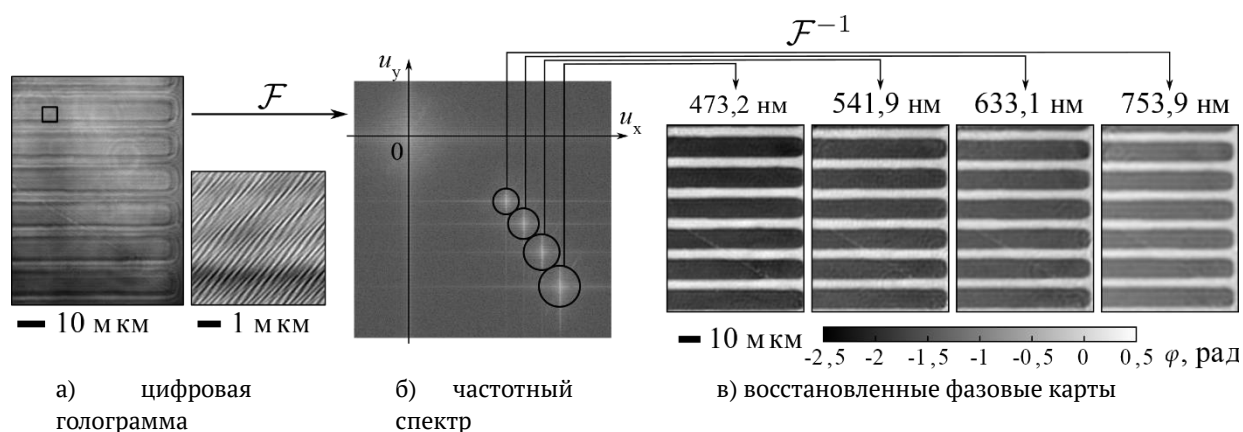 ℱ
ℱ⁻¹
u_y
u_x
0
473,2 нм
541,9 нм
633,1 нм
753,9 нм
10 мкм
1 мкм
10 мкм
-2,5 -2 -1,5 -1 -0,5 0 0,5 φ, рад
а) цифровая
голограмма
б) частотный
спектр
в) восстановленные фазовые карты